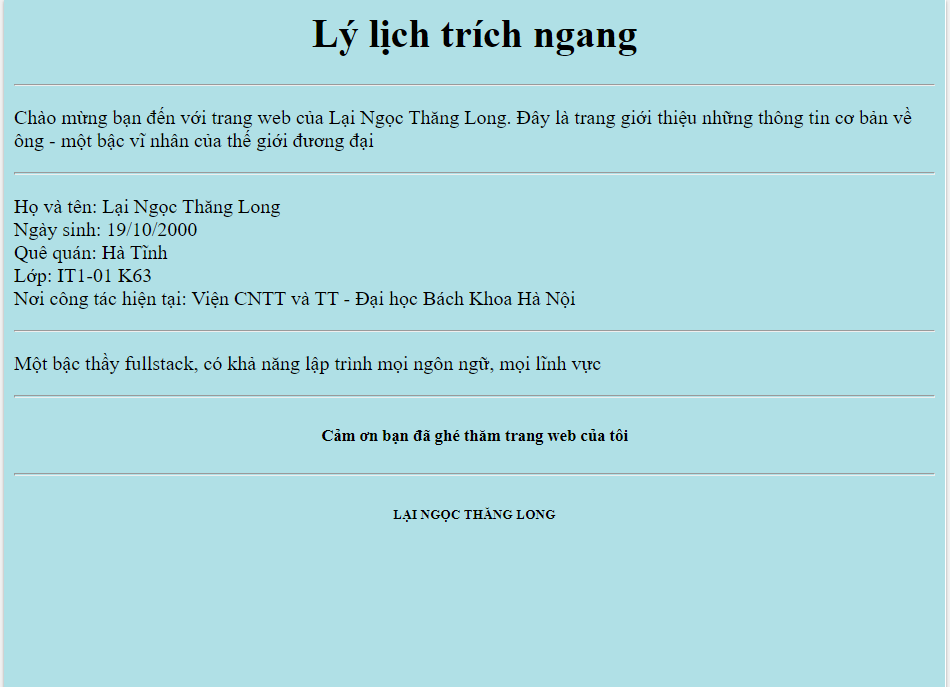 Lý lịch trích ngang
Chào mừng bạn đến với trang web của Lại Ngọc Thăng Long. Đây là trang giới thiệu những thông tin cơ bản về
ông - một bậc vĩ nhân của thế giới đương đại
Họ và tên: Lại Ngọc Thăng Long
Ngày sinh: 19/10/2000
Quê quán: Hà Tĩnh
Lớp: IT1-01 K63
Nơi công tác hiện tại: Viện CNTT và TT - Đại học Bách Khoa Hà Nội
Một bậc thầy fullstack, có khả năng lập trình mọi ngôn ngữ, mọi lĩnh vực
Cảm ơn bạn đã ghé thăm trang web của tôi
LẠI NGỌC THĂNG LONG